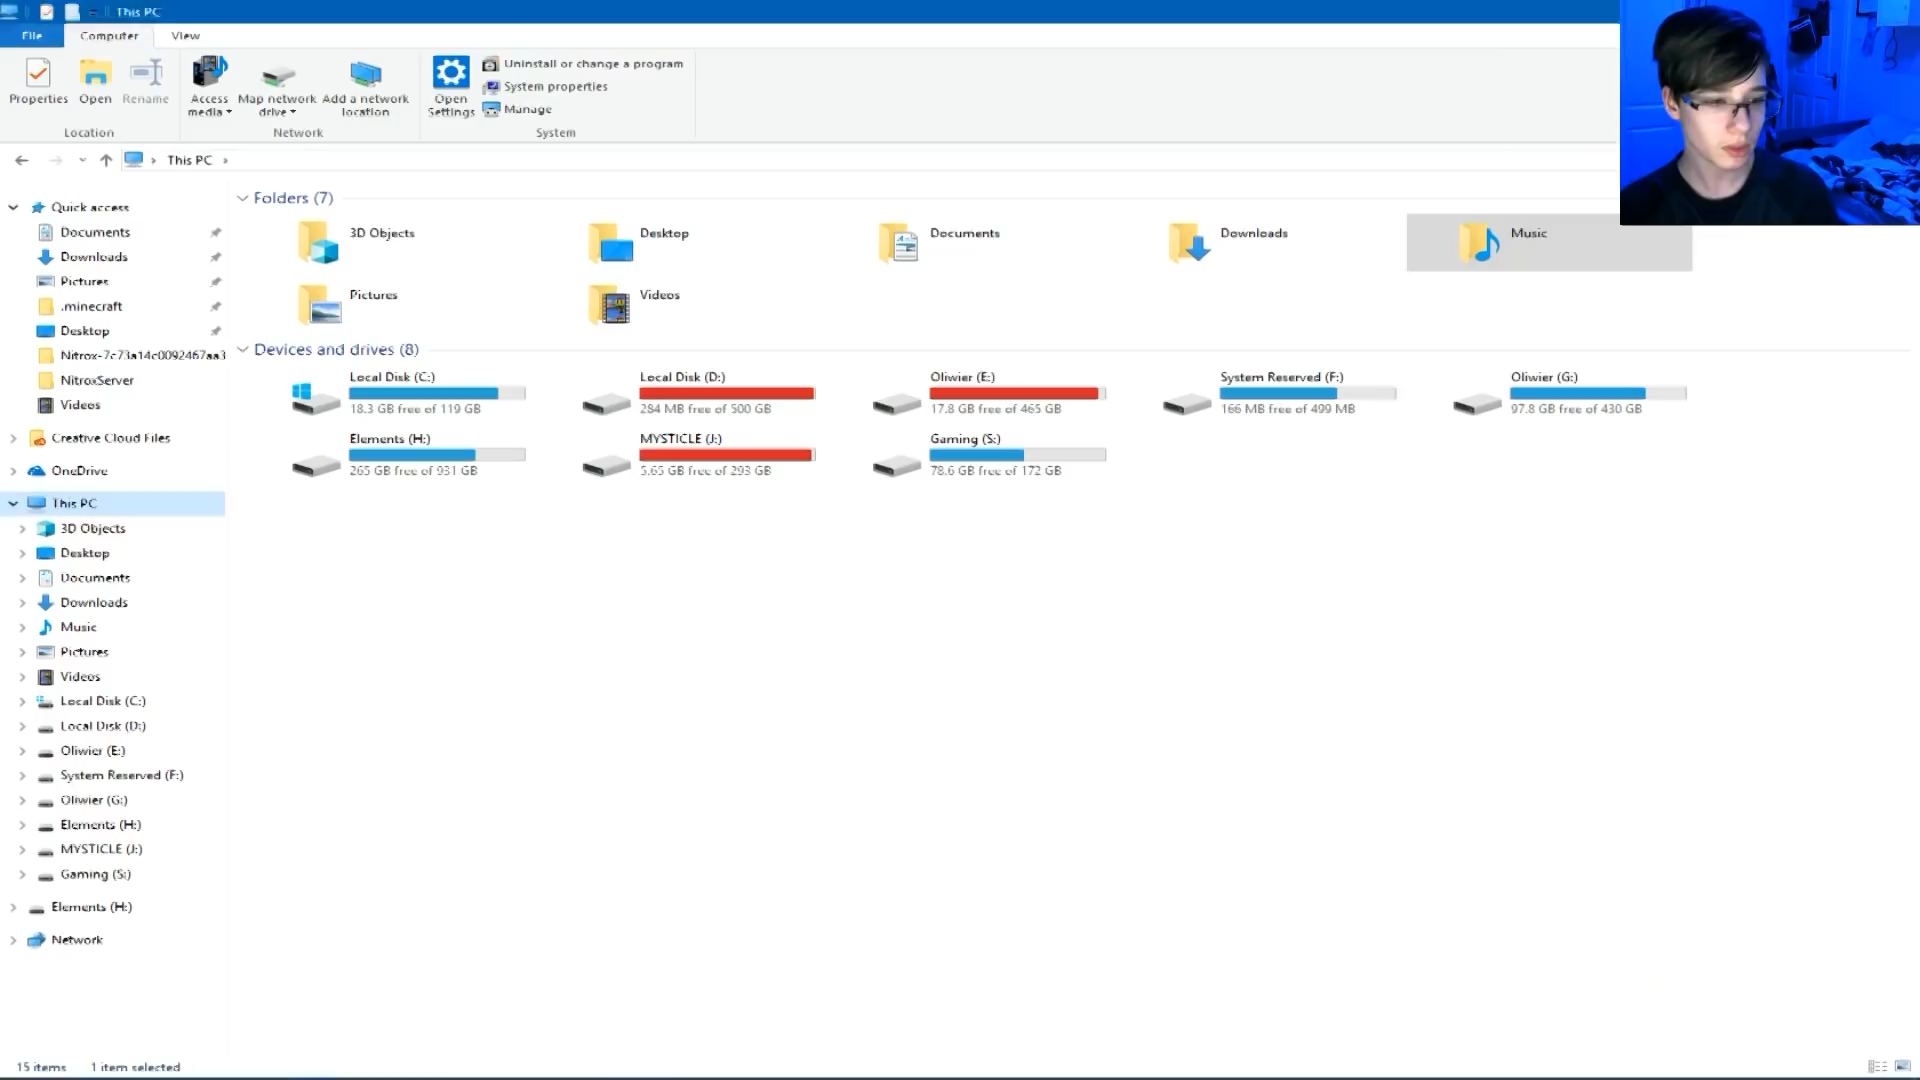 This PC
File Computer View
Properties Open Rename
Access media Map network drive Add a network location
Open Settings
Uninstall or change a program
System properties
Manage
Location Network System
This PC
Quick access
Documents
Downloads
Pictures
.minecraft
Desktop
Nitrox-7c73a14c0092467aa3
NitroxServer
Videos
Creative Cloud Files
OneDrive
This PC
3D Objects
Desktop
Documents
Downloads
Music
Pictures
Videos
Local Disk (C:)
Local Disk (D:)
Oliwier (E:)
System Reserved (F:)
Oliwier (G:)
Elements (H:)
MYSTICLE (J:)
Gaming (S:)
Elements (H:)
Network
Folders (7)
3D Objects Desktop Documents Downloads Music
Pictures Videos
Devices and drives (8)
Local Disk (C:) Local Disk (D:) Oliwier (E:) System Reserved (F:) Oliwier (G:)
18.3 GB free of 119 GB 284 MB free of 500 GB 17.8 GB free of 465 GB 166 MB free of 499 MB 97.8 GB free of 430 GB
Elements (H:) MYSTICLE (J:) Gaming (S:)
265 GB free of 931 GB 5.65 GB free of 293 GB 78.6 GB free of 172 GB
15 items 1 item selected